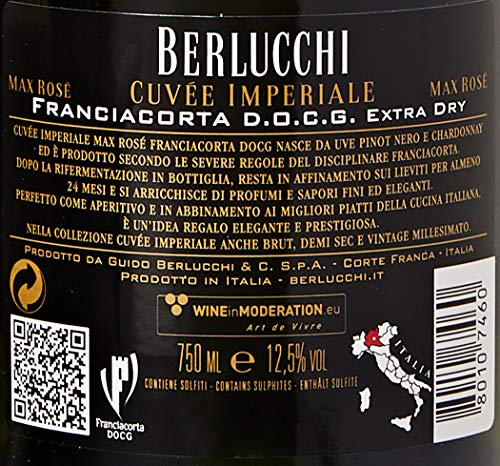 BERLUCCHI
MAX ROSÉ CUVÉE IMPERIALE MAX ROSÉ
FRANCIACORTA D.O.C.G. EXTRA DRY
CUVÉE IMPERIALE MAX ROSÉ FRANCIACORTA DOCG NASCE DA UVE PINOT NERO E CHARDONNAY
ED È PRODOTTO SECONDO LE SEVERE REGOLE DEL DISCIPLINARE FRANCIACORTA.
DOPO LA RIFERMENTAZIONE IN BOTTIGLIA, RESTA IN AFFINAMENTO SUI LIEVITI PER ALMENO
24 MESI E SI ARRICCHISCE DI PROFUMI E SAPORI FINI ED ELEGANTI.
PERFETTO COME APERITIVO E IN ABBINAMENTO AI MIGLIORI PIATTI DELLA CUCINA ITALIANA,
È UN'IDEA REGALO ELEGANTE E PRESTIGIOSA.
NELLA COLLEZIONE CUVÉE IMPERIALE ANCHE BRUT, DEMI SEC E VINTAGE MILLESIMATO.
PRODOTTO DA GUIDO BERLUCCHI & C. S.P.A. - CORTE FRANCA - ITALIA
PRODOTTO IN ITALIA - BERLUCCHI.IT
WINEinMODERATION.eu
Art de Vivre
750 ML e 12,5% VOL
CONTIENE SOLFITI - CONTAINS SULPHITES - ENTHÄLT SULFITE
Franciacorta
DOCG
ITALIA
8010 7460